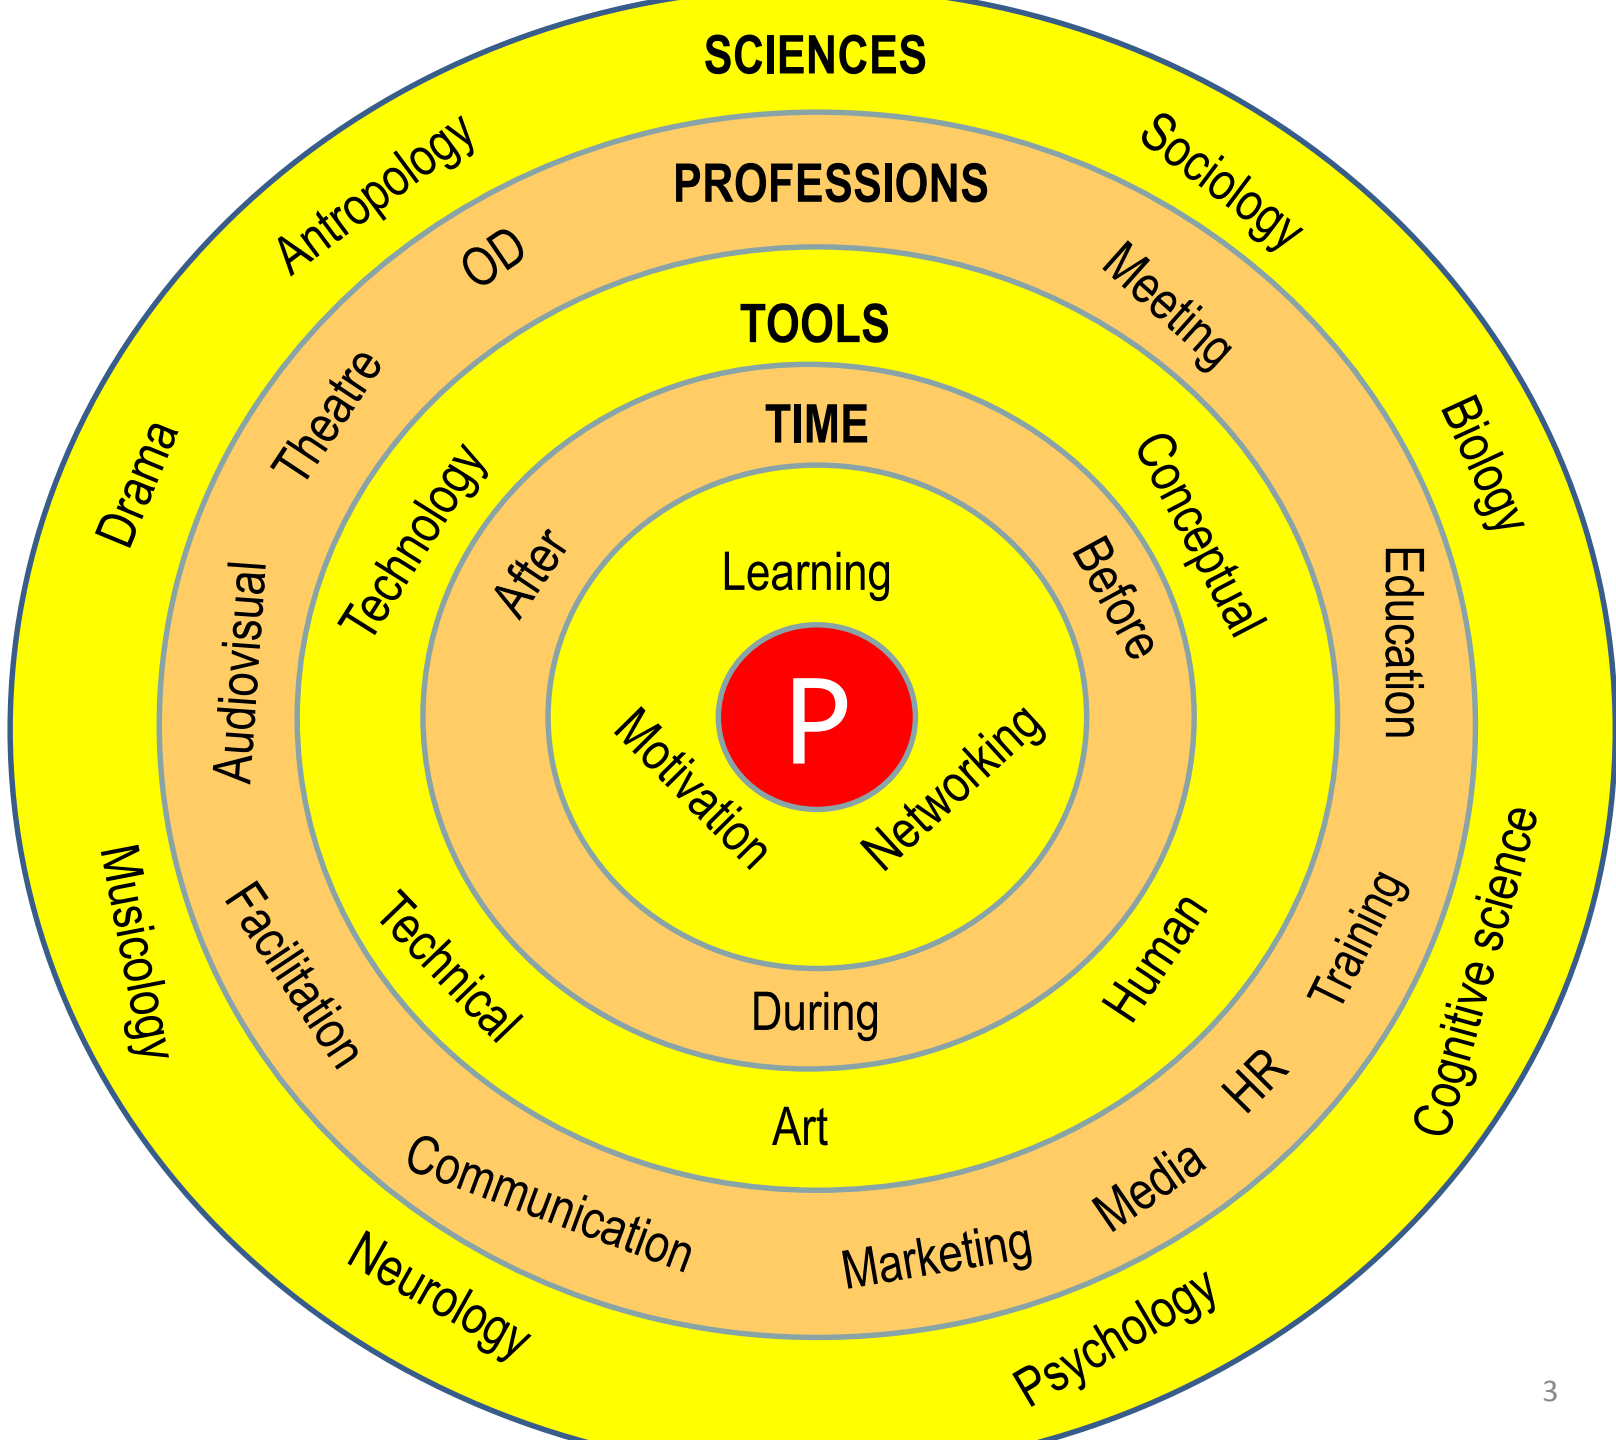 SCIENCES
Sociology
Biology
Cognitive science
Psychology
Neurology
Musicology
Drama
Antropology
PROFESSIONS
Meeting
Education
Training
HR
Media
Marketing
Communication
Facilitation
Audiovisual
Theatre
OD
TOOLS
Conceptual
Human
Art
Technical
Technology
TIME
Before
During
After
Learning
Networking
Motivation
P
3